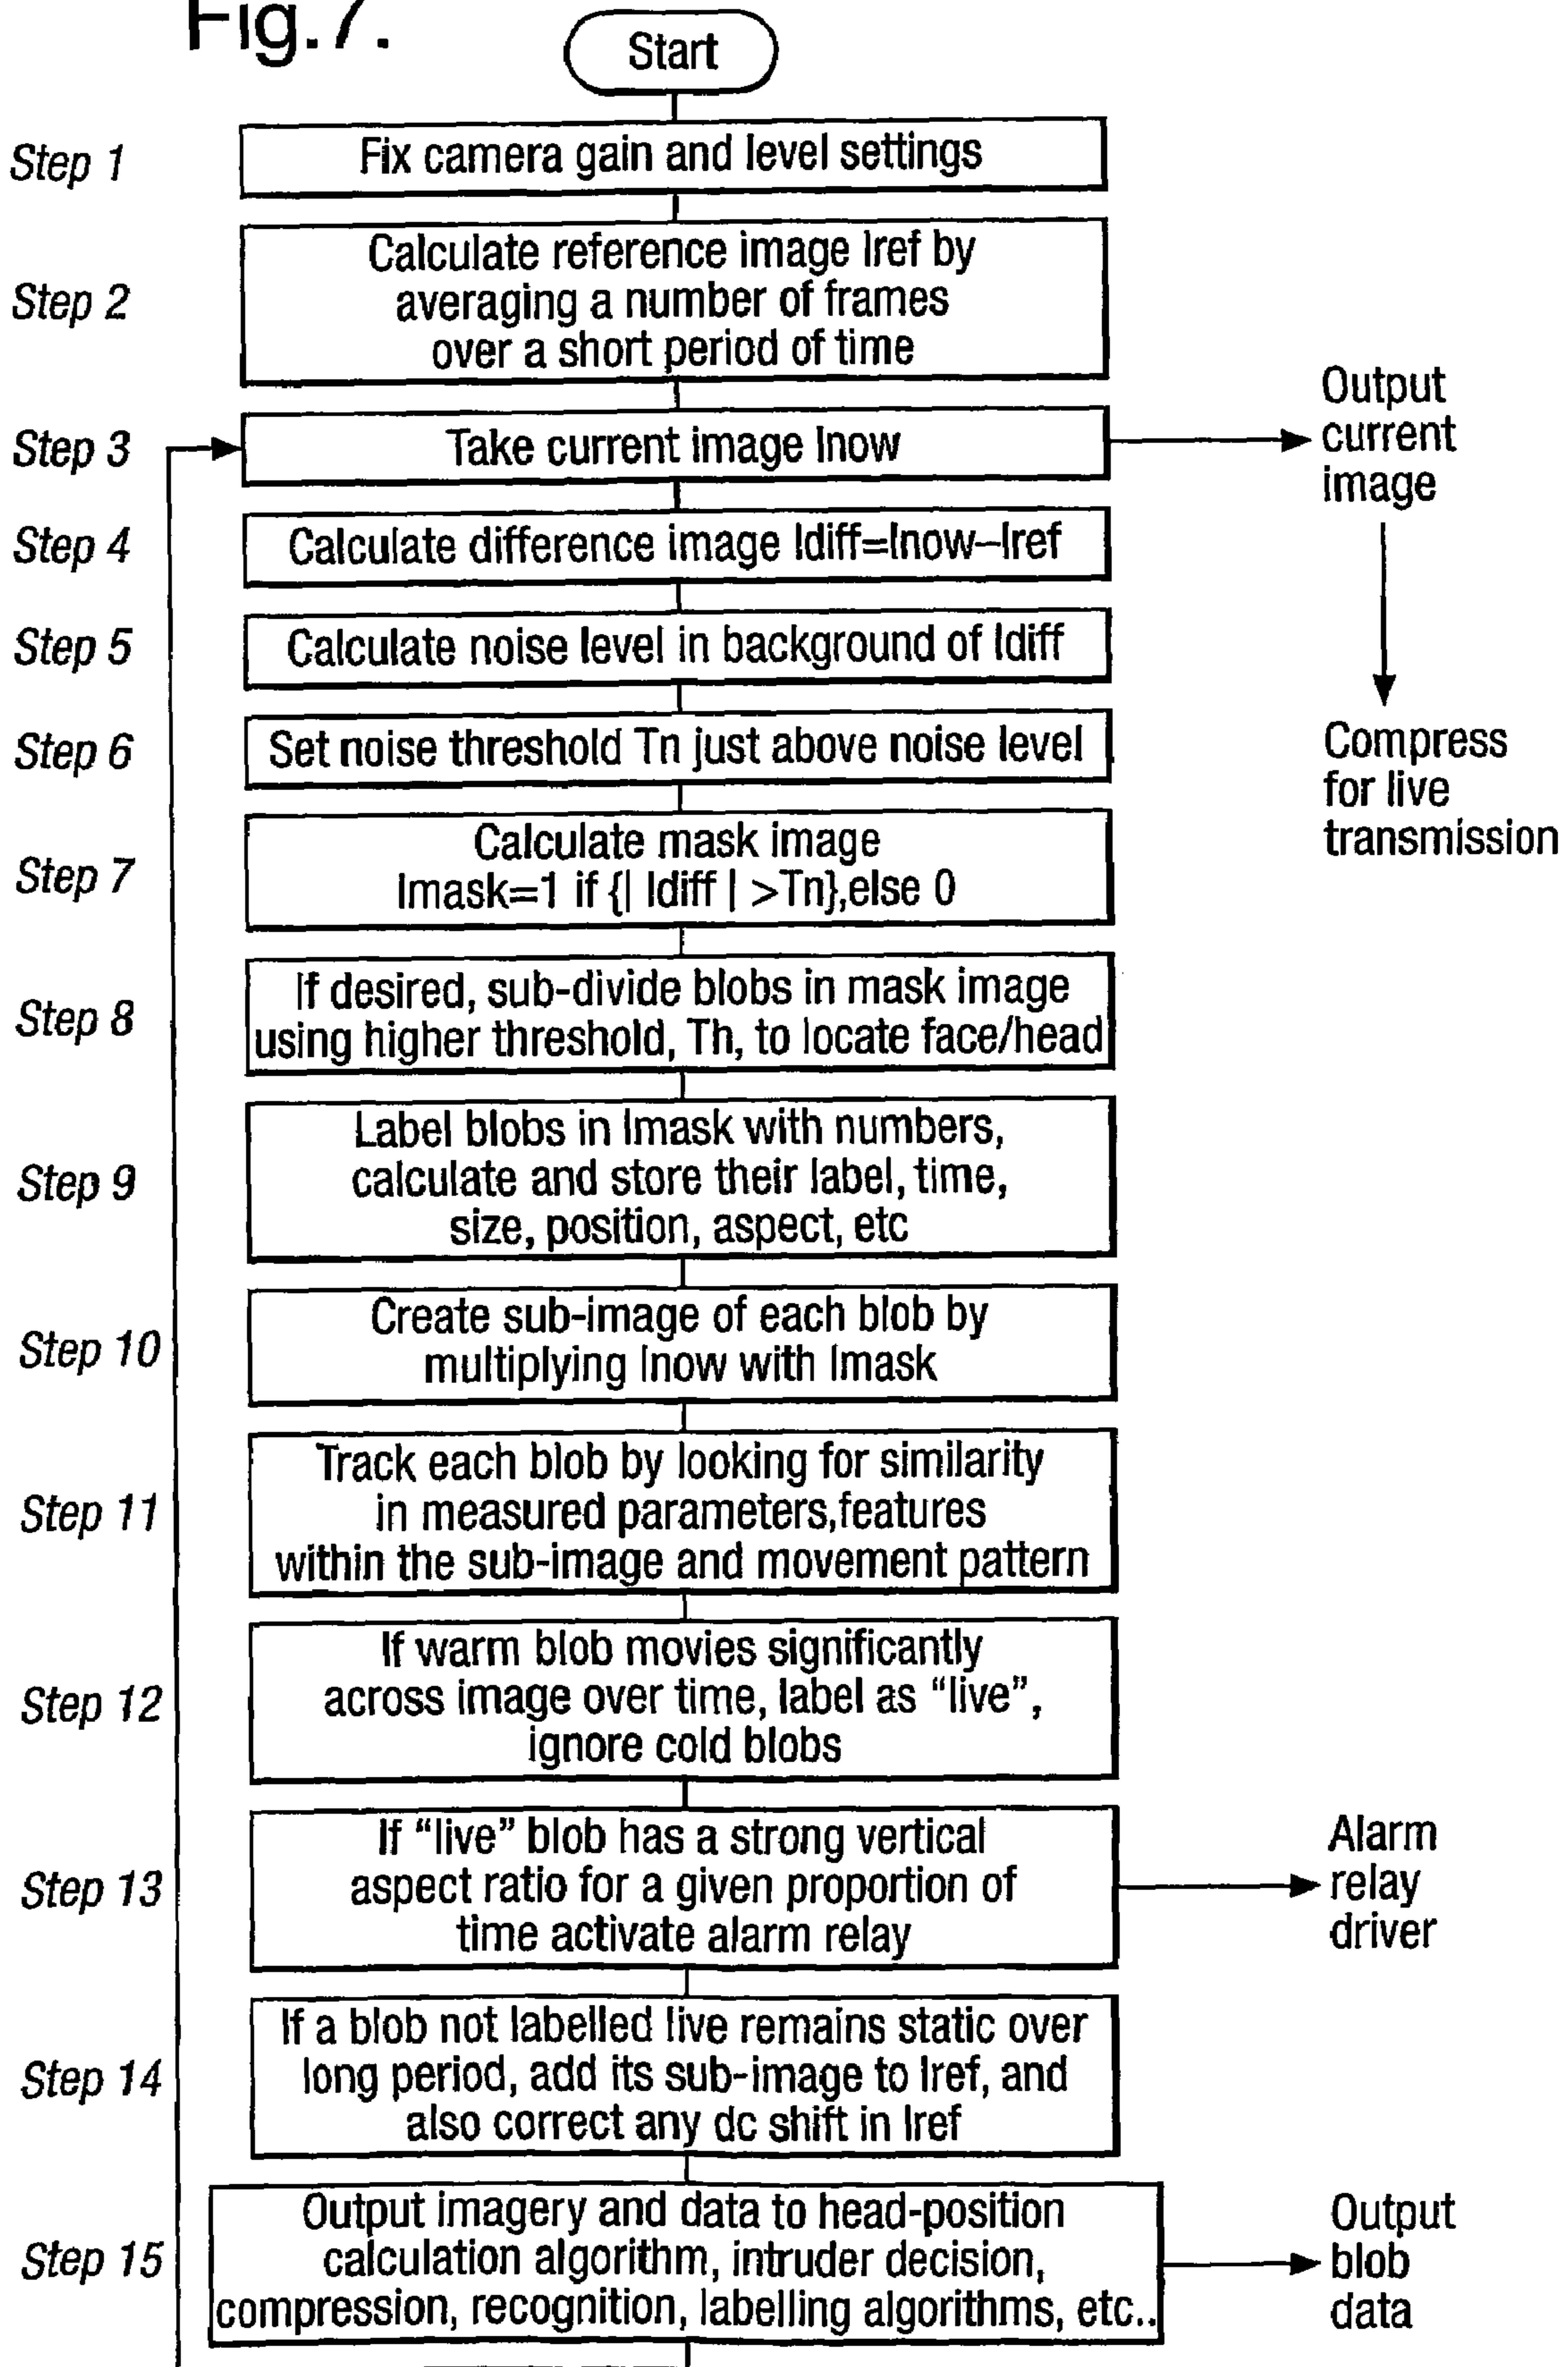 Fig.7.
Start
Step 1
Fix camera gain and level settings
Step 2
Calculate reference image Iref by
averaging a number of frames
over a short period of time
Step 3
Take current image Inow
Output
current
image
Step 4
Calculate difference image Idiff=Inow–Iref
Step 5
Calculate noise level in background of Idiff
Step 6
Set noise threshold Tn just above noise level
Compress
for live
transmission
Step 7
Calculate mask image
Imask=1 if {| Idiff | >Tn},else 0
Step 8
If desired, sub-divide blobs in mask image
using higher threshold, Th, to locate face/head
Step 9
Label blobs in Imask with numbers,
calculate and store their label, time,
size, position, aspect, etc
Step 10
Create sub-image of each blob by
multiplying Inow with Imask
Step 11
Track each blob by looking for similarity
in measured parameters,features
within the sub-image and movement pattern
Step 12
If warm blob movies significantly
across image over time, label as “live”,
ignore cold blobs
Step 13
If “live” blob has a strong vertical
aspect ratio for a given proportion of
time activate alarm relay
Alarm
relay
driver
Step 14
If a blob not labelled live remains static over
long period, add its sub-image to Iref, and
also correct any dc shift in Iref
Step 15
Output imagery and data to head-position
calculation algorithm, intruder decision,
compression, recognition, labelling algorithms, etc..
Output
blob
data